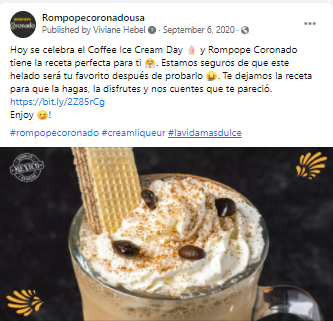 Rompopecoronadousa
Published by Viviane Hebel · September 6, 2020 ·
Hoy se celebra el Coffee Ice Cream Day 🍦 y Rompope Coronado
tiene la receta perfecta para ti 🤗. Estamos seguros de que este
helado será tu favorito después de probarlo 😜. Te dejamos la receta
para que la hagas, la disfrutes y nos cuentes que te pareció.
https://bit.ly/2Z85rCg
Enjoy 😋!
#rompopecoronado #creamliqueur #lavidamasdulce
MEXICO